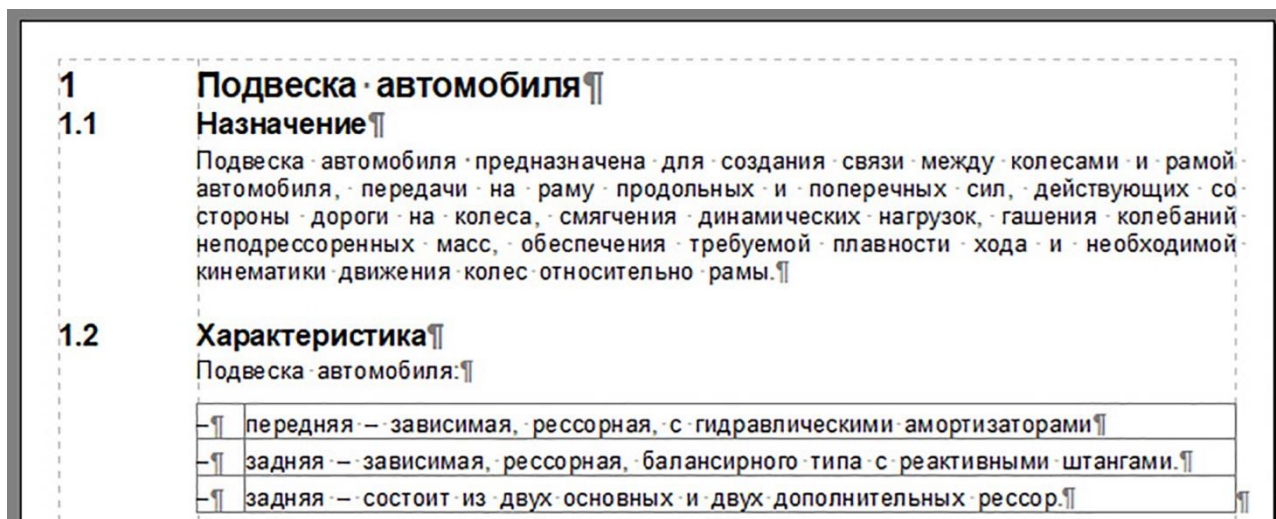 1 Подвеска автомобиля¶
1.1 Назначение¶
Подвеска автомобиля предназначена для создания связи между колесами и рамой
автомобиля, передачи на раму продольных и поперечных сил, действующих со
стороны дороги на колеса, смягчения динамических нагрузок, гашения колебаний
неподрессоренных масс, обеспечения требуемой плавности хода и необходимой
кинематики движения колес относительно рамы.¶
1.2 Характеристика¶
Подвеска автомобиля:¶
–¶ передняя – зависимая, рессорная, с гидравлическими амортизаторами¶
–¶ задняя – зависимая, рессорная, балансирного типа с реактивными штангами.¶
–¶ задняя – состоит из двух основных и двух дополнительных рессор.¶ ¶